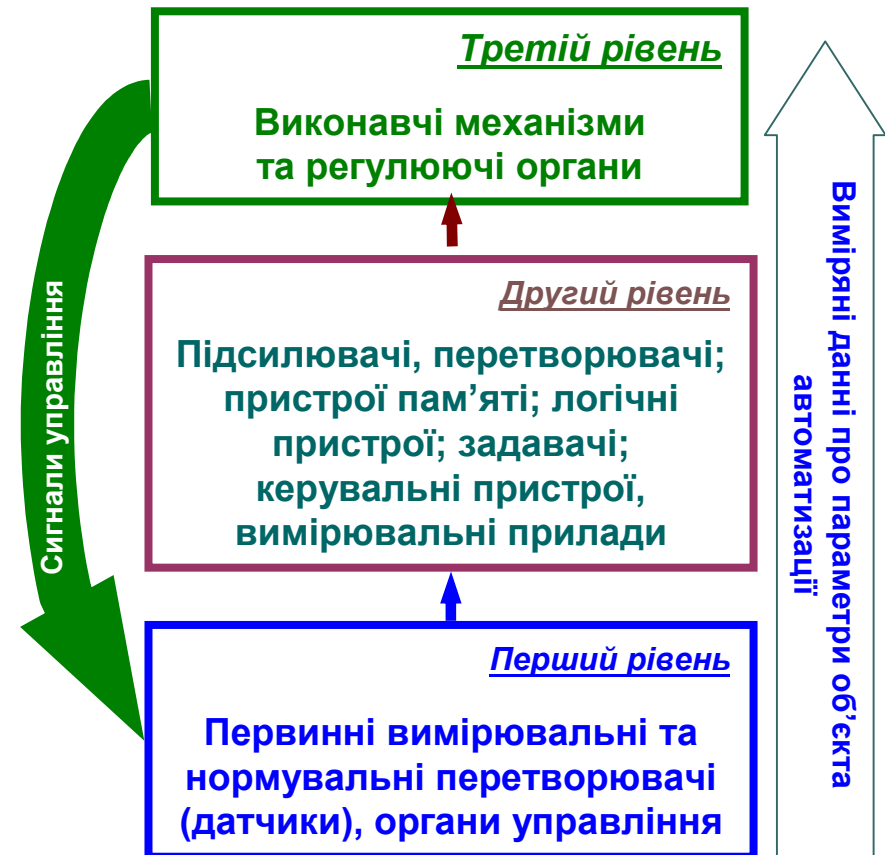 Третій рівень
Виконавчі механізми
та регулюючі органи
Сигнали управління
Другий рівень
Підсилювачі, перетворювачі;
пристрої пам’яті; логічні
пристрої; задавачі;
керувальні пристрої,
вимірювальні прилади
Вимірянi даннi про параметри об’єкта
автоматизації
Перший рівень
Первинні вимірювальні та
нормувальні перетворювачі
(датчики), органи управління